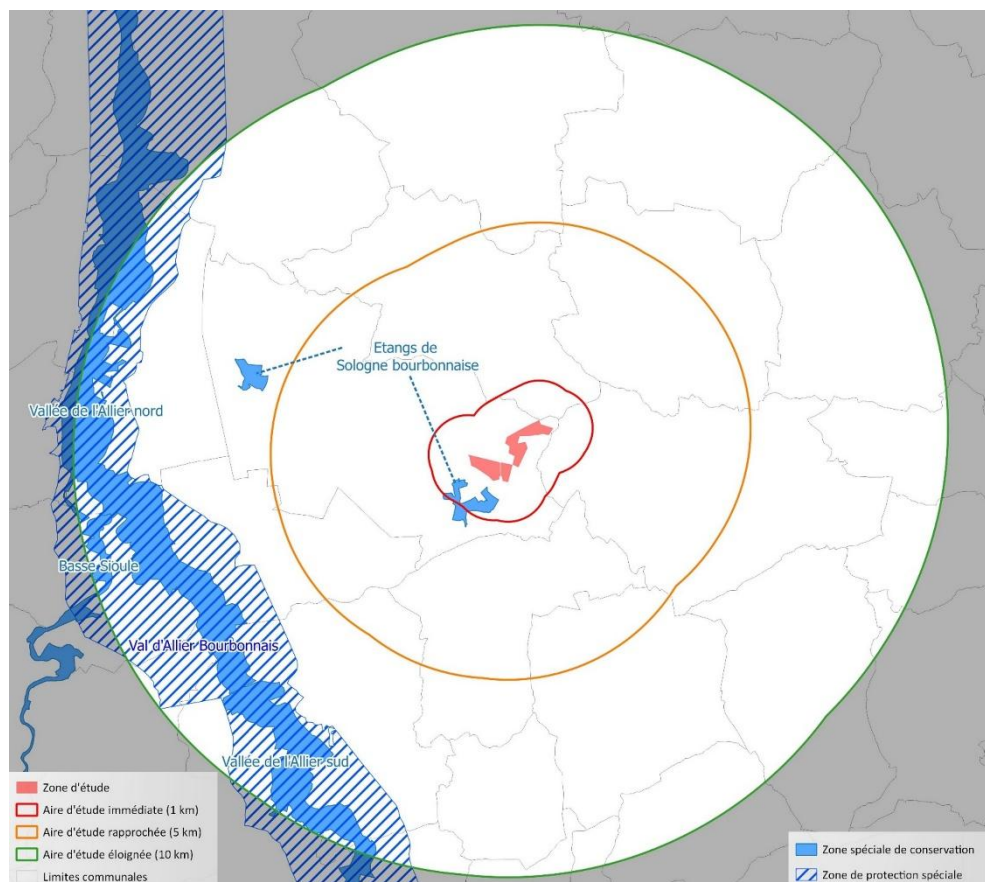 Etangs de
Sologne bourbonnaise
Vallée de l'Allier nord
Basse Sioule
Val d'Allier Bourbonnais
Vallée de l'Allier sud
Zone d'étude
Aire d'étude immédiate (1 km)
Aire d'étude rapprochée (5 km)
Aire d'étude éloignée (10 km)
Limites communales
Zone spéciale de conservation
Zone de protection spéciale